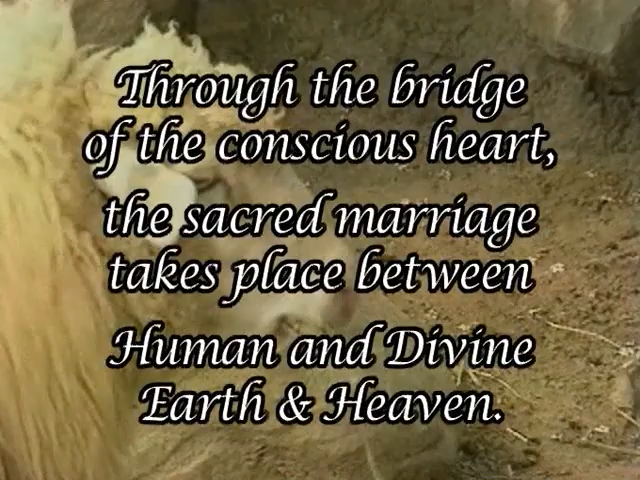 Through the bridge
of the conscious heart,
the sacred marriage
takes place between
Human and Divine
Earth & Heaven.